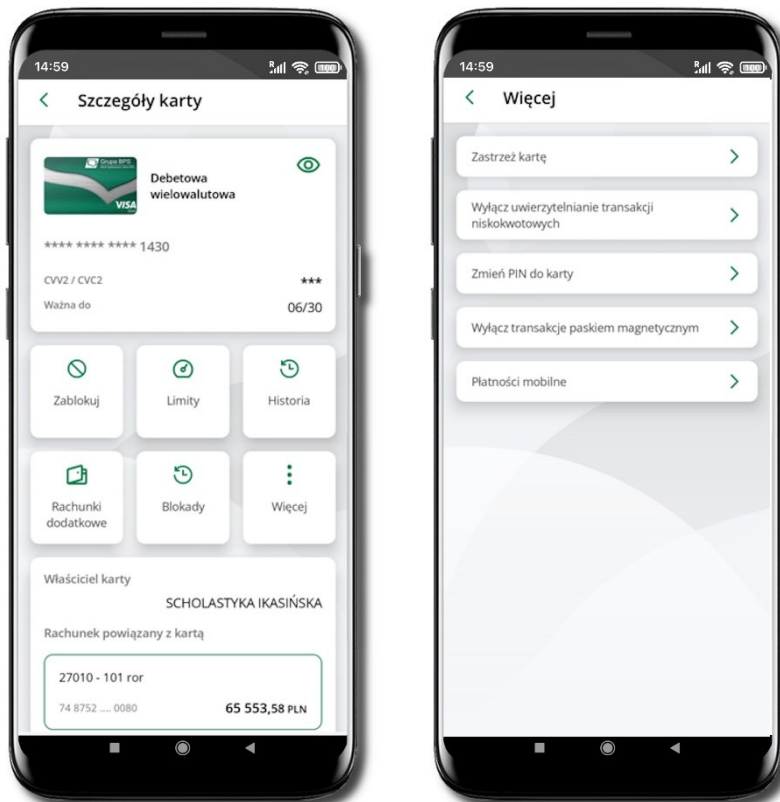 14:59
Szczegóły karty
Grupa BPS
Debetowa
wielowalutowa
VISA
**** **** **** 1430
CVV2 / CVC2 ***
Ważna do 06/30
Zablokuj Limity Historia
Rachunki
dodatkowe
Blokady Więcej
Właściciel karty
SCHOLASTYKA IKASIŃSKA
Rachunek powiązany z kartą
27010 - 101 ror
74 8752 .... 0080 65 553,58 PLN
14:59
Więcej
Zastrzeż kartę
Wyłącz uwierzytelnianie transakcji
niskokwotowych
Zmień PIN do karty
Wyłącz transakcje paskiem magnetycznym
Płatności mobilne